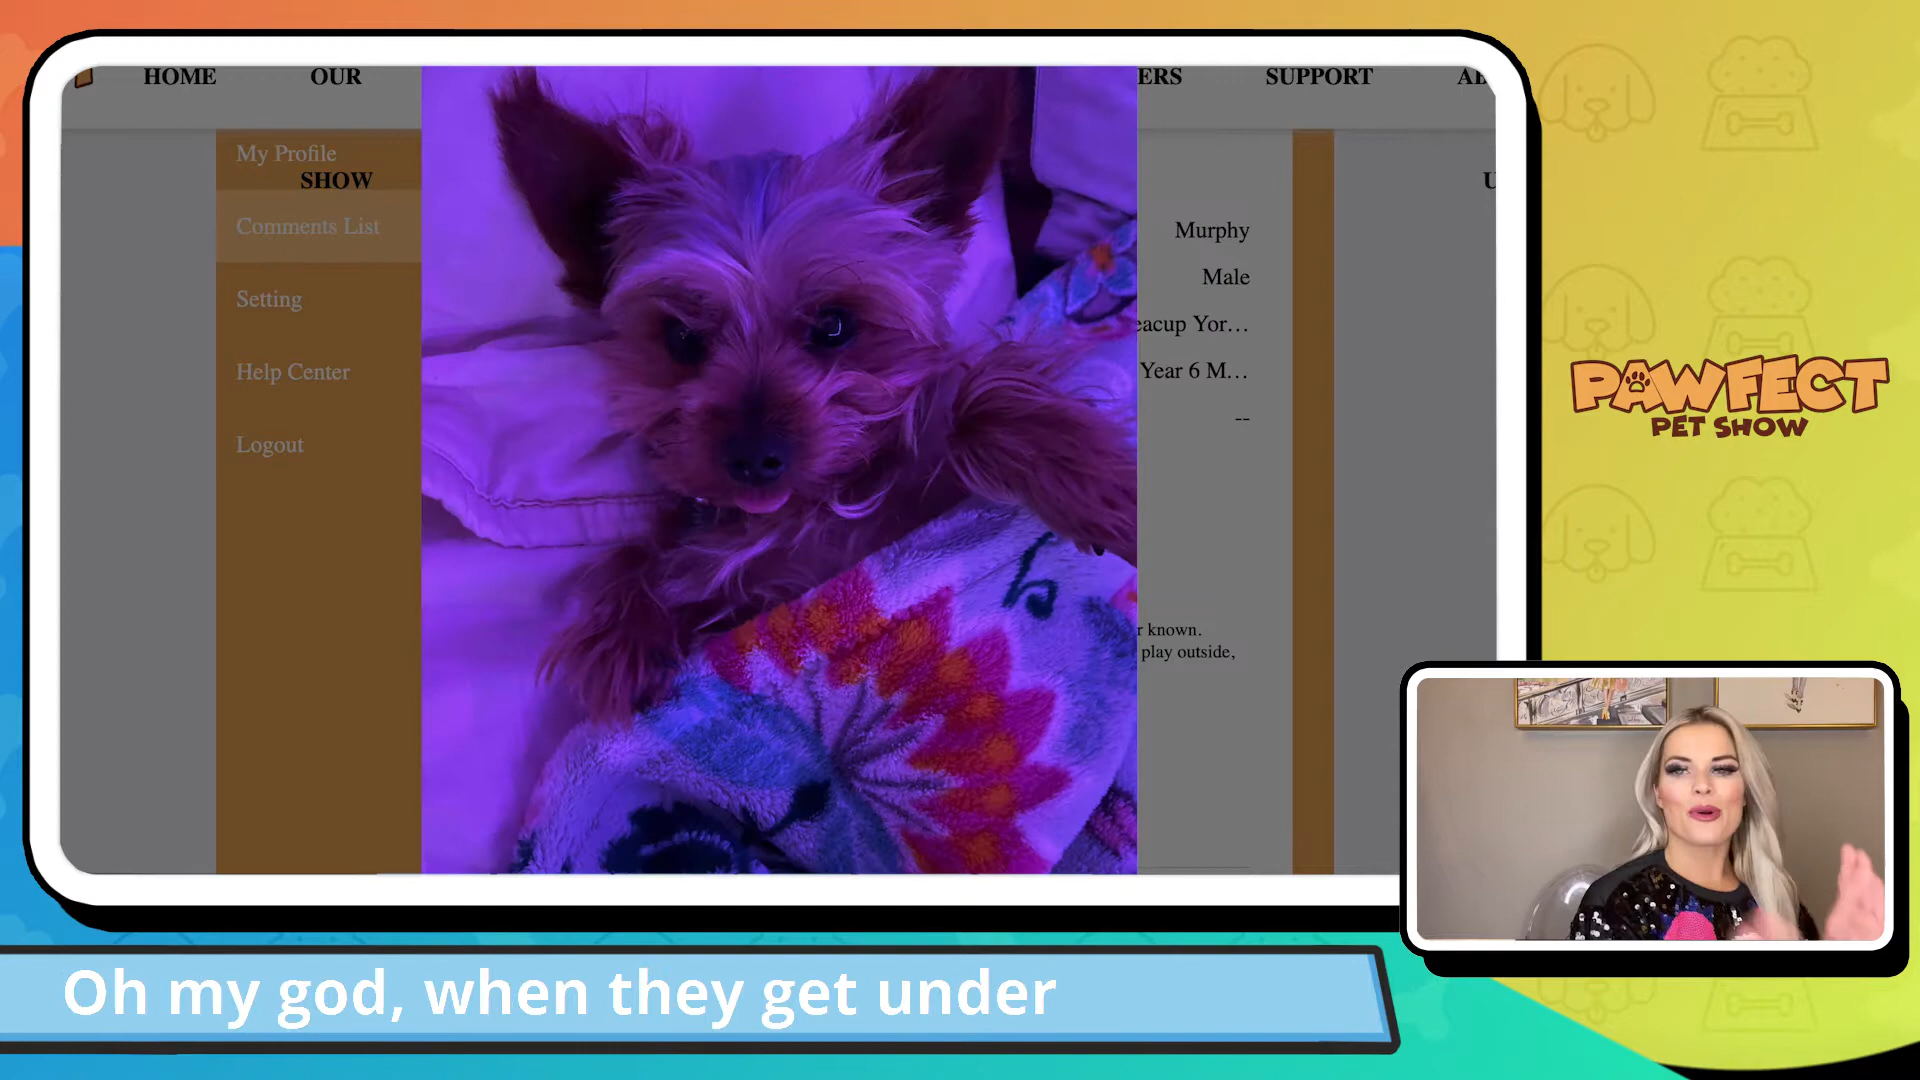 HOME
OUR
SHOW
ERS
SUPPORT
My Profile
Comments List
Setting
Help Center
Logout
Murphy
Male
eacup Yor…
Year 6 M…
--
r known.
play outside,
PAWFECT
PET SHOW
Oh my god, when they get under